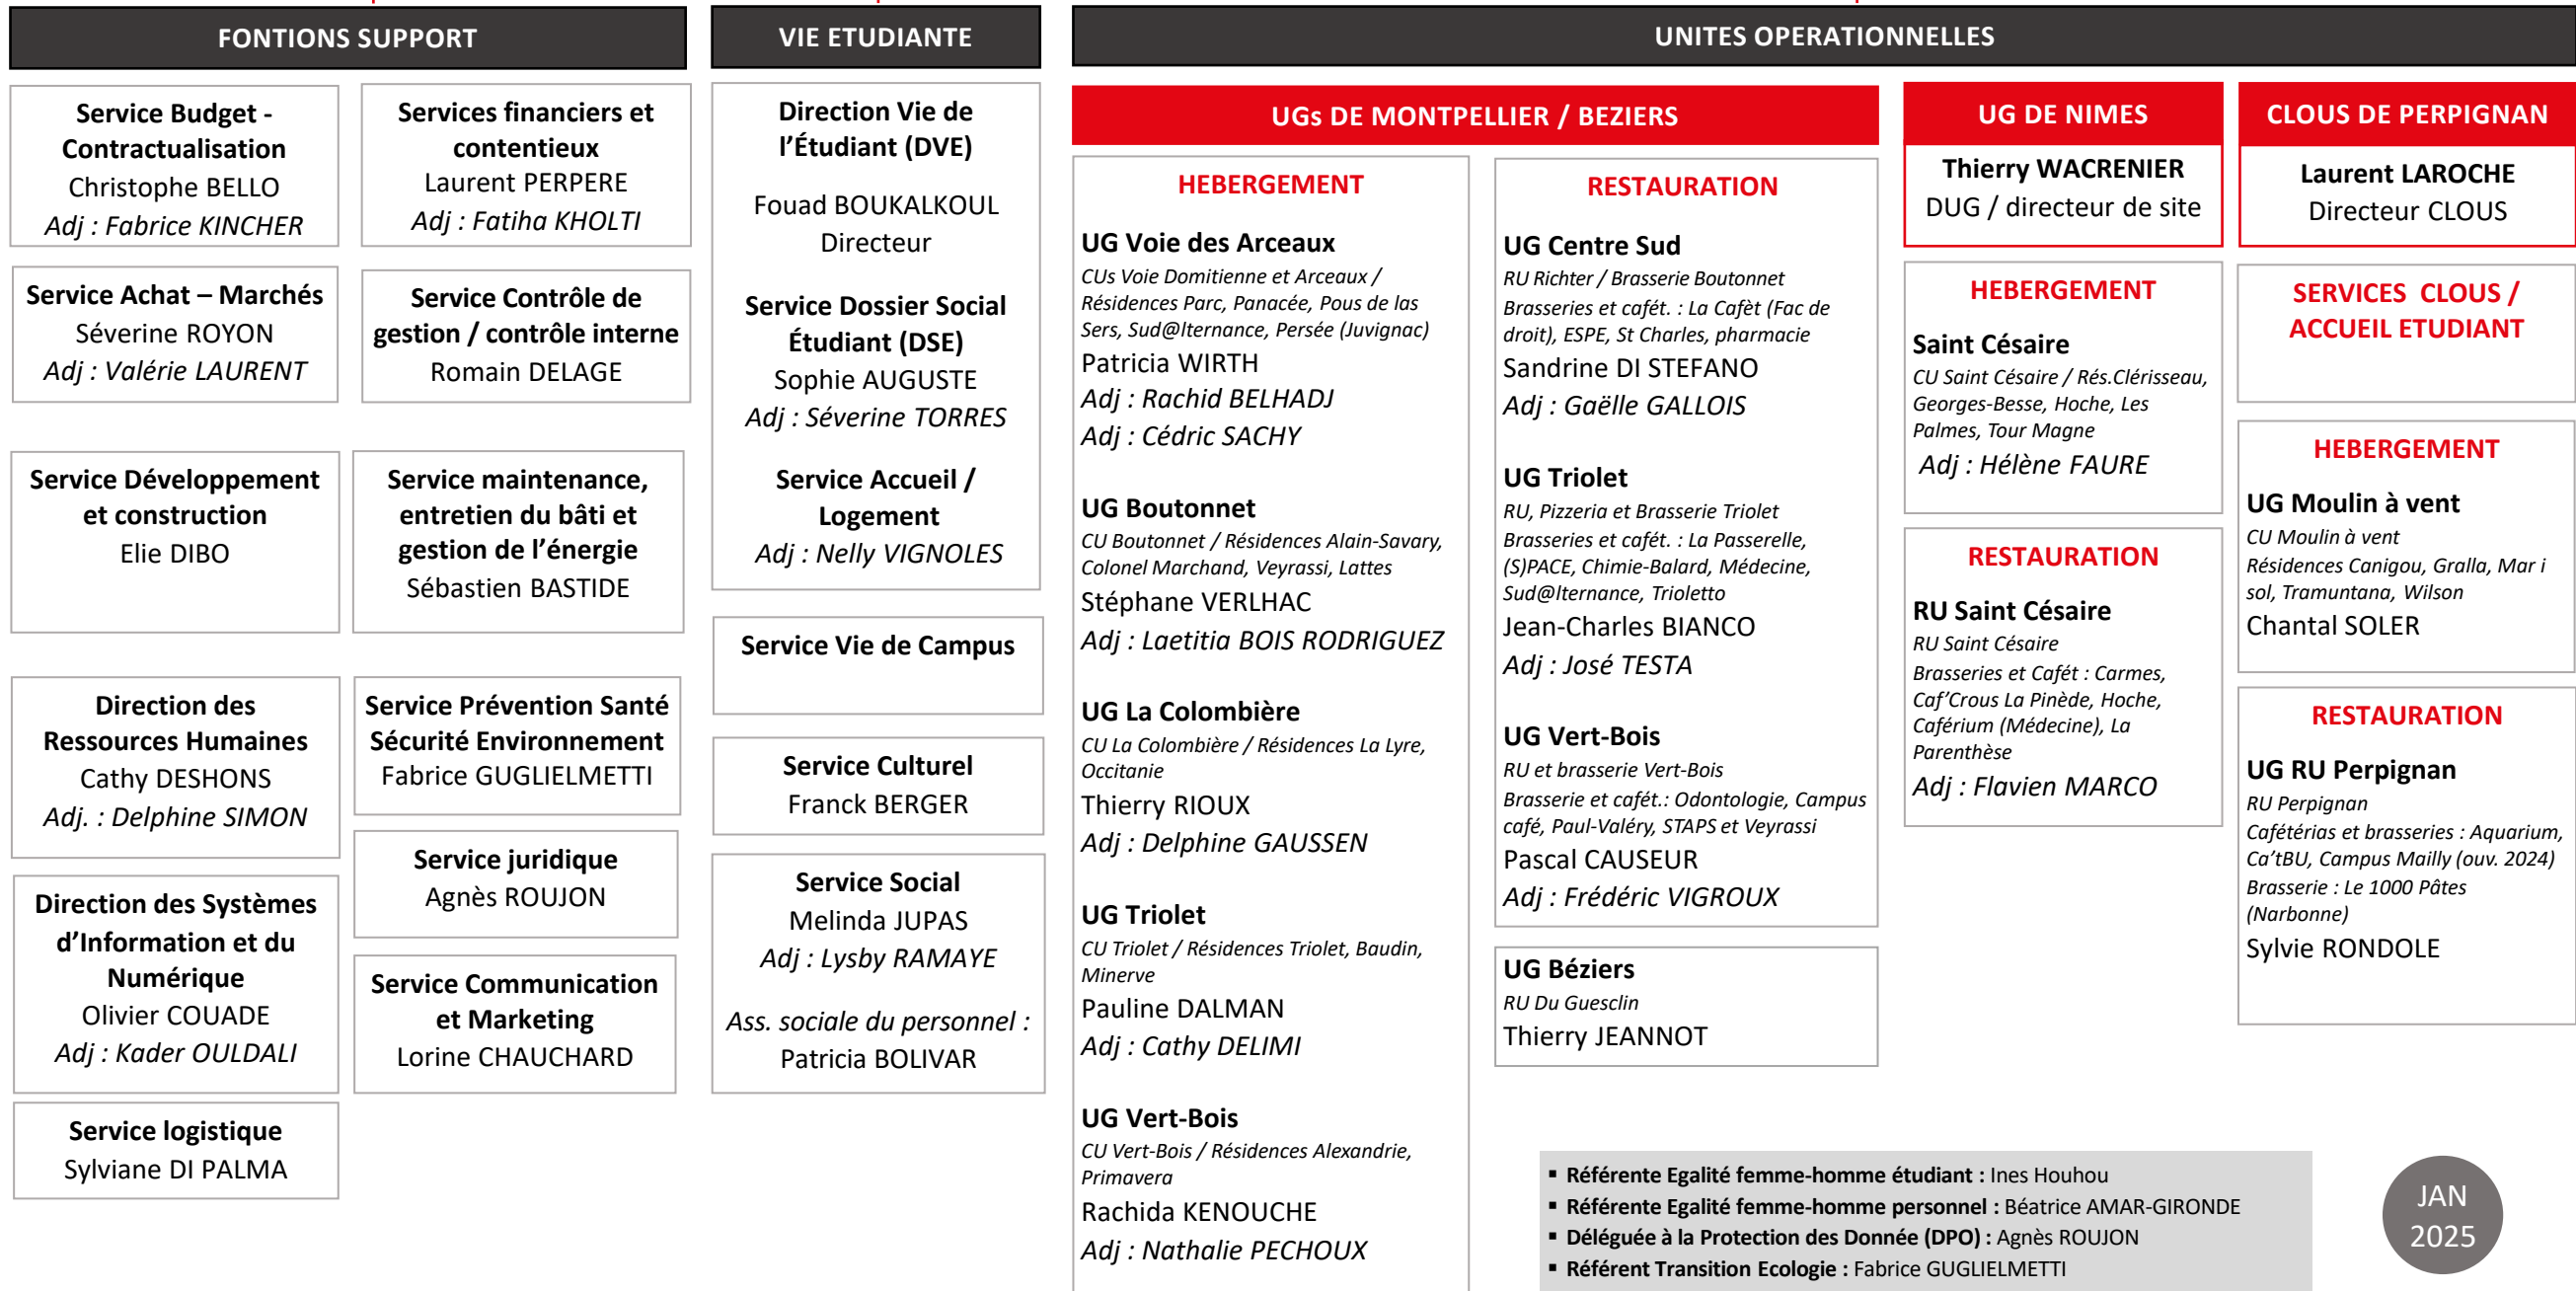 FONTIONS SUPPORT
Service Budget -
Contractualisation
Christophe BELLO
Adj : Fabrice KINCHER
Services financiers et
contentieux
Laurent PERPERE
Adj : Fatiha KHOLTI
Service Achat – Marchés
Séverine ROYON
Adj : Valérie LAURENT
Service Contrôle de
gestion / contrôle interne
Romain DELAGE
Service Développement
et construction
Elie DIBO
Service maintenance,
entretien du bâti et
gestion de l’énergie
Sébastien BASTIDE
Direction des
Ressources Humaines
Cathy DESHONS
Adj. : Delphine SIMON
Service Prévention Santé
Sécurité Environnement
Fabrice GUGLIELMETTI
Service juridique
Agnès ROUJON
Direction des Systèmes
d’Information et du
Numérique
Olivier COUADE
Adj : Kader OULDALI
Service Communication
et Marketing
Lorine CHAUCHARD
Service logistique
Sylviane DI PALMA
VIE ETUDIANTE
Direction Vie de
l’Étudiant (DVE)
Fouad BOUKALKOUL
Directeur
Service Dossier Social
Étudiant (DSE)
Sophie AUGUSTE
Adj : Séverine TORRES
Service Accueil /
Logement
Adj : Nelly VIGNOLES
Service Vie de Campus
Service Culturel
Franck BERGER
Service Social
Melinda JUPAS
Adj : Lysby RAMAYE
Ass. sociale du personnel :
Patricia BOLIVAR
UNITES OPERATIONNELLES
UGs DE MONTPELLIER / BEZIERS
HEBERGEMENT
UG Voie des Arceaux
CUs Voie Domitienne et Arceaux /
Résidences Parc, Panacée, Pous de las
Sers, Sud@lternance, Persée (Juvignac)
Patricia WIRTH
Adj : Rachid BELHADJ
Adj : Cédric SACHY
UG Boutonnet
CU Boutonnet / Résidences Alain-Savary,
Colonel Marchand, Veyrassi, Lattes
Stéphane VERLHAC
Adj : Laetitia BOIS RODRIGUEZ
UG La Colombière
CU La Colombière / Résidences La Lyre,
Occitanie
Thierry RIOUX
Adj : Delphine GAUSSEN
UG Triolet
CU Triolet / Résidences Triolet, Baudin,
Minerve
Pauline DALMAN
Adj : Cathy DELIMI
UG Vert-Bois
CU Vert-Bois / Résidences Alexandrie,
Primavera
Rachida KENOUCHE
Adj : Nathalie PECHOUX
RESTAURATION
UG Centre Sud
RU Richter / Brasserie Boutonnet
Brasseries et cafét. : La Cafèt (Fac de
droit), ESPE, St Charles, pharmacie
Sandrine DI STEFANO
Adj : Gaëlle GALLOIS
UG Triolet
RU, Pizzeria et Brasserie Triolet
Brasseries et cafét. : La Passerelle,
(S)PACE, Chimie-Balard, Médecine,
Sud@lternance, Trioletto
Jean-Charles BIANCO
Adj : José TESTA
UG Vert-Bois
RU et brasserie Vert-Bois
Brasserie et cafét.: Odontologie, Campus
café, Paul-Valéry, STAPS et Veyrassi
Pascal CAUSEUR
Adj : Frédéric VIGROUX
UG Béziers
RU Du Guesclin
Thierry JEANNOT
UG DE NIMES
Thierry WACRENIER
DUG / directeur de site
HEBERGEMENT
Saint Césaire
CU Saint Césaire / Rés.Clérisseau,
Georges-Besse, Hoche, Les
Palmes, Tour Magne
Adj : Hélène FAURE
RESTAURATION
RU Saint Césaire
RU Saint Césaire
Brasseries et Cafét : Carmes,
Caf’Crous La Pinède, Hoche,
Caférium (Médecine), La
Parenthèse
Adj : Flavien MARCO
CLOUS DE PERPIGNAN
Laurent LAROCHE
Directeur CLOUS
SERVICES CLOUS /
ACCUEIL ETUDIANT
HEBERGEMENT
UG Moulin à vent
CU Moulin à vent
Résidences Canigou, Gralla, Mar i
sol, Tramuntana, Wilson
Chantal SOLER
RESTAURATION
UG RU Perpignan
RU Perpignan
Cafétérias et brasseries : Aquarium,
Ca’tBU, Campus Mailly (ouv. 2024)
Brasserie : Le 1000 Pâtes
(Narbonne)
Sylvie RONDOLE
▪ Référente Egalité femme-homme étudiant : Ines Houhou
▪ Référente Egalité femme-homme personnel : Béatrice AMAR-GIRONDE
▪ Déléguée à la Protection des Donnée (DPO) : Agnès ROUJON
▪ Référent Transition Ecologie : Fabrice GUGLIELMETTI
JAN
2025